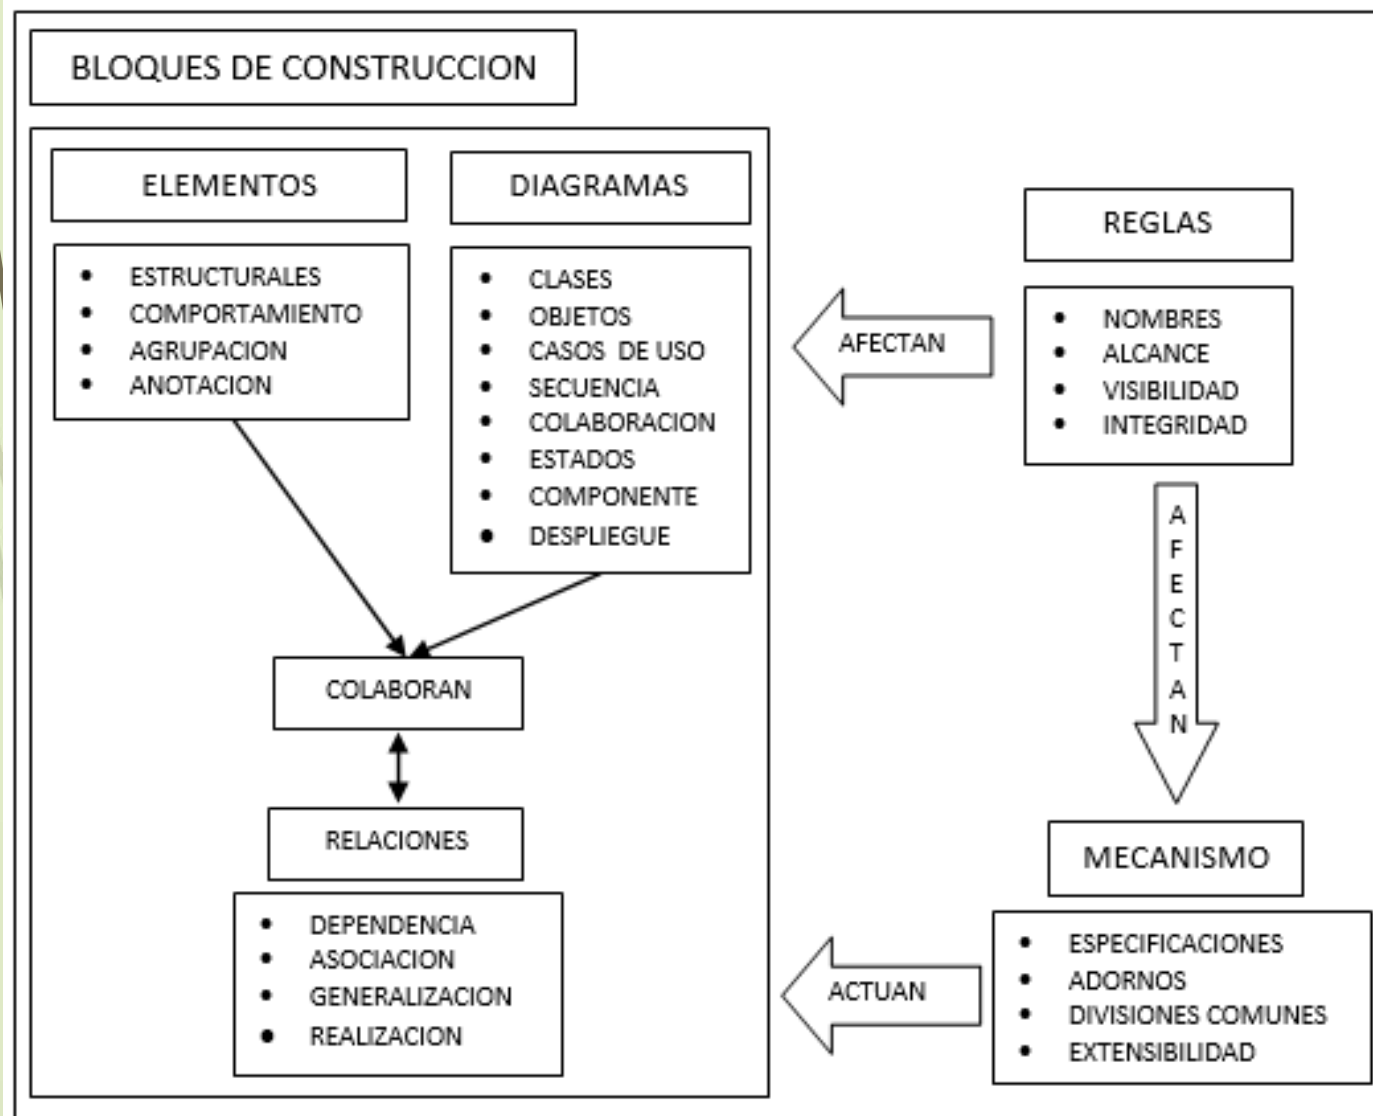 BLOQUES DE CONSTRUCCION
ELEMENTOS
ESTRUCTURALES
COMPORTAMIENTO
AGRUPACION
ANOTACION
DIAGRAMAS
CLASES
OBJETOS
CASOS DE USO
SECUENCIA
COLABORACION
ESTADOS
COMPONENTE
DESPLIEGUE
COLABORAN
RELACIONES
DEPENDENCIA
ASOCIACION
GENERALIZACION
REALIZACION
AFECTAN
REGLAS
NOMBRES
ALCANCE
VISIBILIDAD
INTEGRIDAD
AFECTAN
ACTUAN
MECANISMO
ESPECIFICACIONES
ADORNOS
DIVISIONES COMUNES
EXTENSIBILIDAD